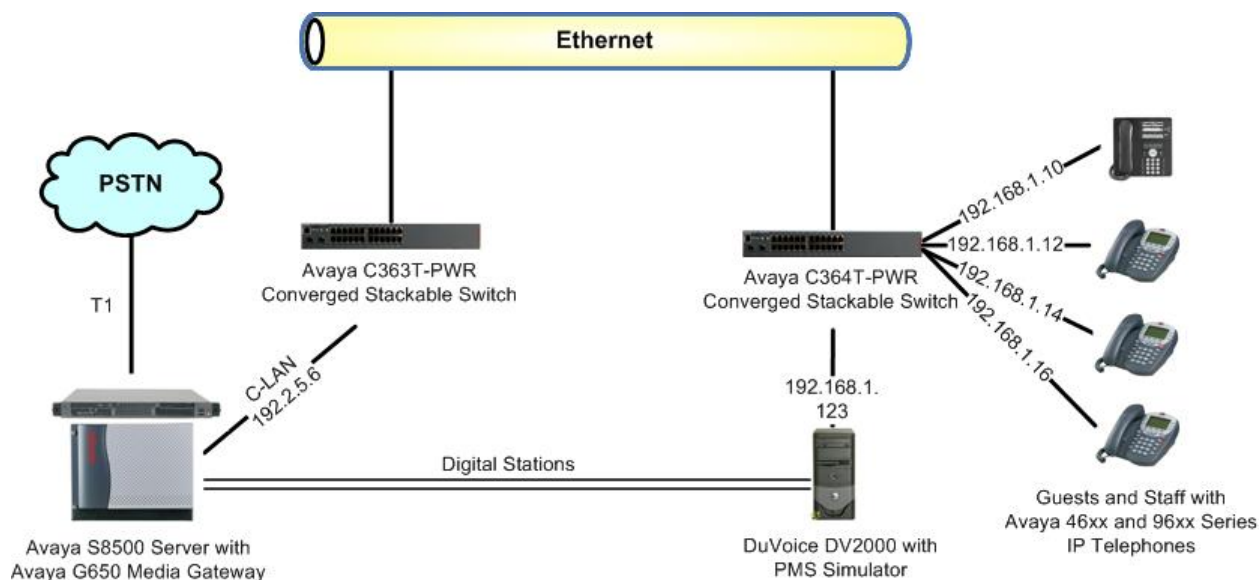 Ethernet
PSTN
T1
Avaya C363T-PWR
Converged Stackable Switch
C-LAN
192.2.5.6
Avaya C364T-PWR
Converged Stackable Switch
192.168.1.10
192.168.1.12
192.168.1.14
192.168.1.16
192.168.1.
123
Digital Stations
Avaya S8500 Server with
Avaya G650 Media Gateway
DuVoice DV2000 with
PMS Simulator
Guests and Staff with
Avaya 46xx and 96xx Series
IP Telephones